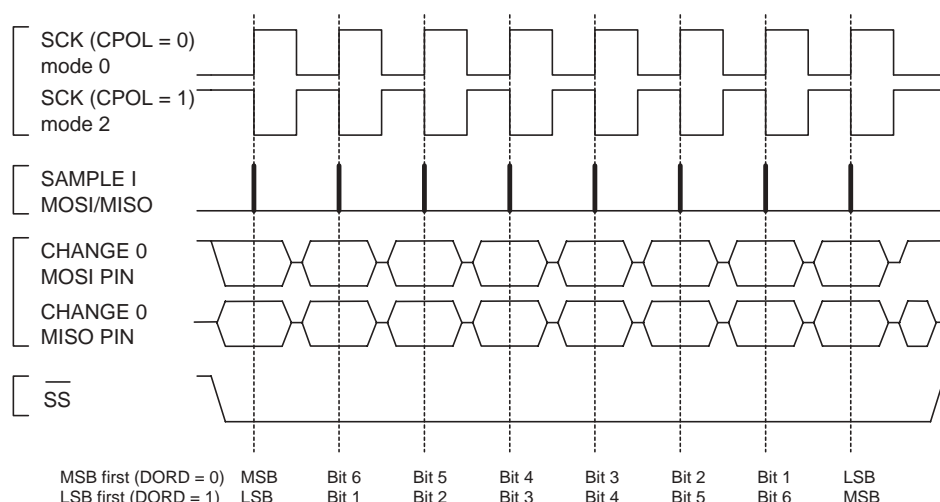 SCK (CPOL = 0)
mode 0
SCK (CPOL = 1)
mode 2
SAMPLE I
MOSI/MISO
CHANGE 0
MOSI PIN
CHANGE 0
MISO PIN
SS
MSB first (DORD = 0) MSB Bit 6 Bit 5 Bit 4 Bit 3 Bit 2 Bit 1 LSB
LSB first (DORD = 1) LSB Bit 1 Bit 2 Bit 3 Bit 4 Bit 5 Bit 6 MSB